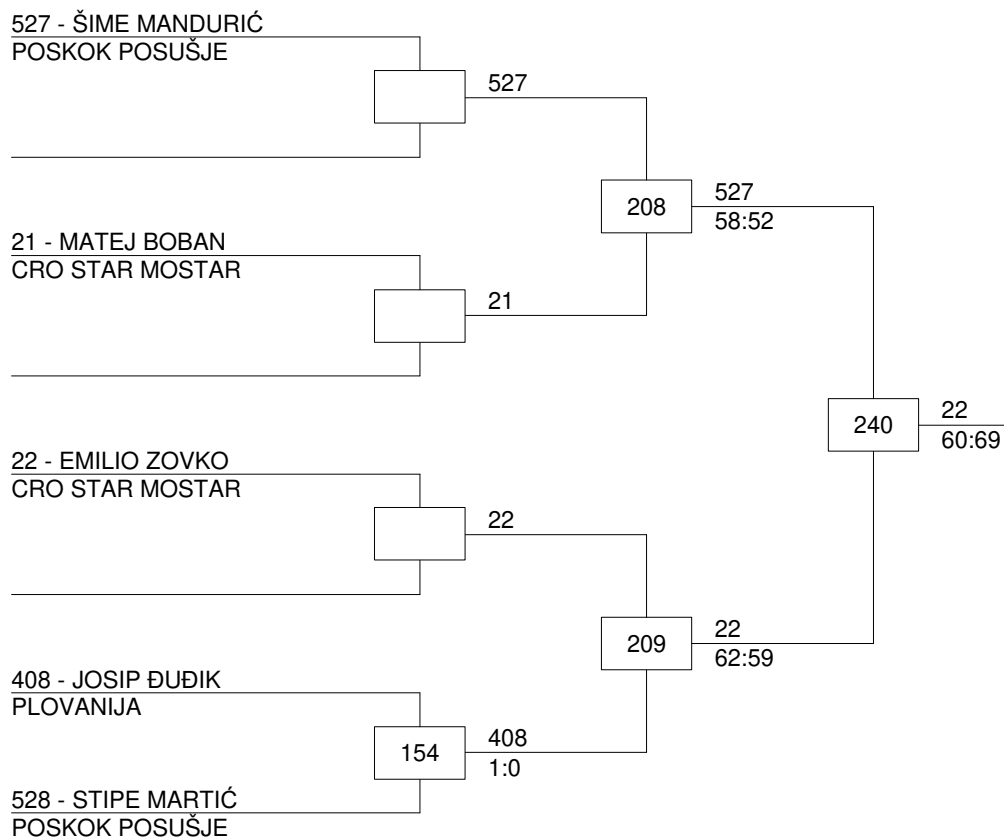 527 - ŠIME MANDURIĆ
POSKOK POSUŠJE
527
208
527
58:52
21 - MATEJ BOBAN
CRO STAR MOSTAR
21
240
22
60:69
22 - EMILIO ZOVKO
CRO STAR MOSTAR
22
209
22
62:59
408 - JOSIP ĐUĐIK
PLOVANIJA
154
408
1:0
528 - STIPE MARTIĆ
POSKOK POSUŠJE